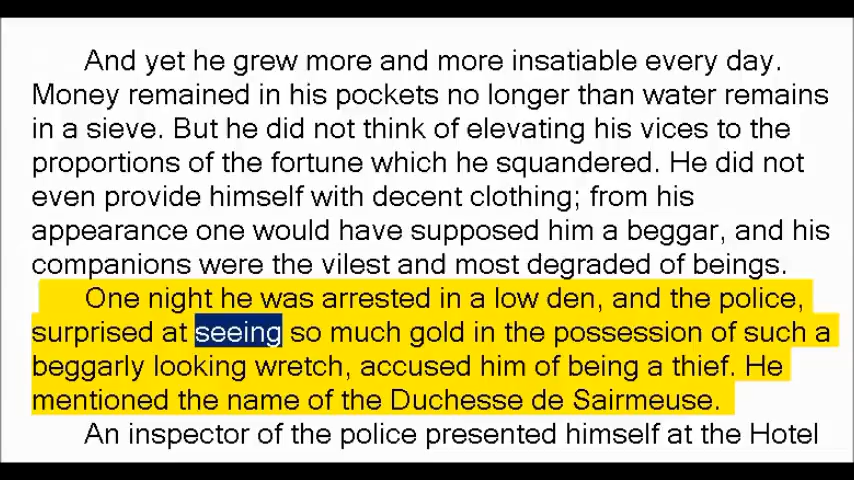 And yet he grew more and more insatiable every day.
Money remained in his pockets no longer than water remains
in a sieve. But he did not think of elevating his vices to the
proportions of the fortune which he squandered. He did not
even provide himself with decent clothing; from his
appearance one would have supposed him a beggar, and his
companions were the vilest and most degraded of beings.
One night he was arrested in a low den, and the police,
surprised at seeing so much gold in the possession of such a
beggarly looking wretch, accused him of being a thief. He
mentioned the name of the Duchesse de Sairmeuse.
An inspector of the police presented himself at the Hotel